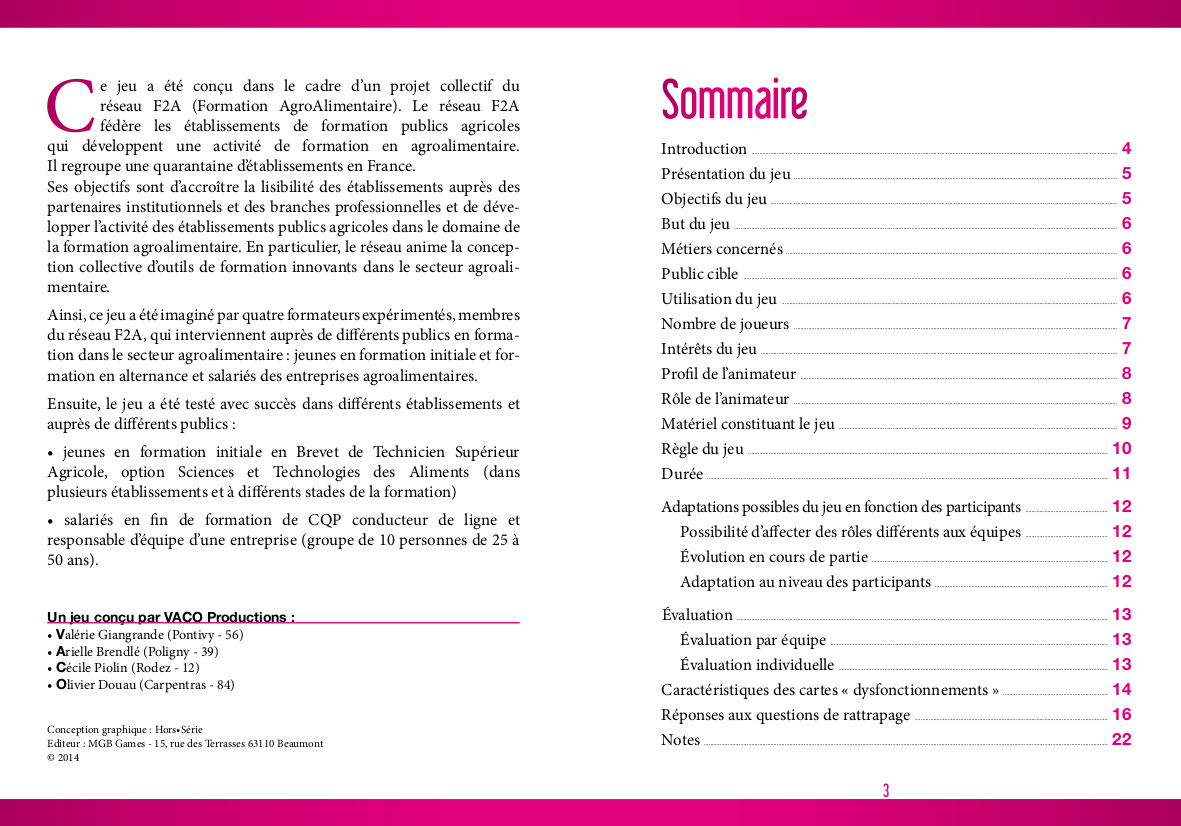 Ce jeu a été conçu dans le cadre d'un projet collectif du
réseau F2A (Formation AgroAlimentaire). Le réseau F2A
fédère les établissements de formation publics agricoles
qui développent une activité de formation en agroalimentaire.
Il regroupe une quarantaine d'établissements en France.
Ses objectifs sont d'accroître la lisibilité des établissements auprès des
partenaires institutionnels et des branches professionnelles et de déve-
lopper l'activité des établissements publics agricoles dans le domaine de
la formation agroalimentaire. En particulier, le réseau anime la concep-
tion collective d'outils de formation innovants dans le secteur agroali-
mentaire.
Ainsi, ce jeu a été imaginé par quatre formateurs expérimentés, membres
du réseau F2A, qui interviennent auprès de différents publics en forma-
tion dans le secteur agroalimentaire : jeunes en formation initiale et for-
mation en alternance et salariés des entreprises agroalimentaires.
Ensuite, le jeu a été testé avec succès dans différents établissements et
auprès de différents publics :
• jeunes en formation initiale en Brevet de Technicien Supérieur
Agricole, option Sciences et Technologies des Aliments (dans
plusieurs établissements et à différents stades de la formation)
• salariés en fin de formation de CQP conducteur de ligne et
responsable d'équipe d'une entreprise (groupe de 10 personnes de 25 à
50 ans).
Un jeu conçu par VACO Productions :
• Valérie Giangrande (Pontivy - 56)
• Arielle Brendlé (Poligny - 39)
• Cécile Piolin (Rodez - 12)
• Olivier Douau (Carpentras - 84)
Conception graphique : Hors•Série
Editeur : MGB Games - 15, rue des Terrasses 63110 Beaumont
© 2014
Sommaire
Introduction 4
Présentation du jeu 5
Objectifs du jeu 5
But du jeu 6
Métiers concernés 6
Public cible 6
Utilisation du jeu 6
Nombre de joueurs 7
Intérêts du jeu 7
Profil de l'animateur 8
Rôle de l'animateur 8
Matériel constituant le jeu 9
Règle du jeu 10
Durée 11
Adaptations possibles du jeu en fonction des participants 12
Possibilité d'affecter des rôles différents aux équipes 12
Évolution en cours de partie 12
Adaptation au niveau des participants 12
Évaluation 13
Évaluation par équipe 13
Évaluation individuelle 13
Caractéristiques des cartes « dysfonctionnements » 14
Réponses aux questions de rattrapage 16
Notes 22
3